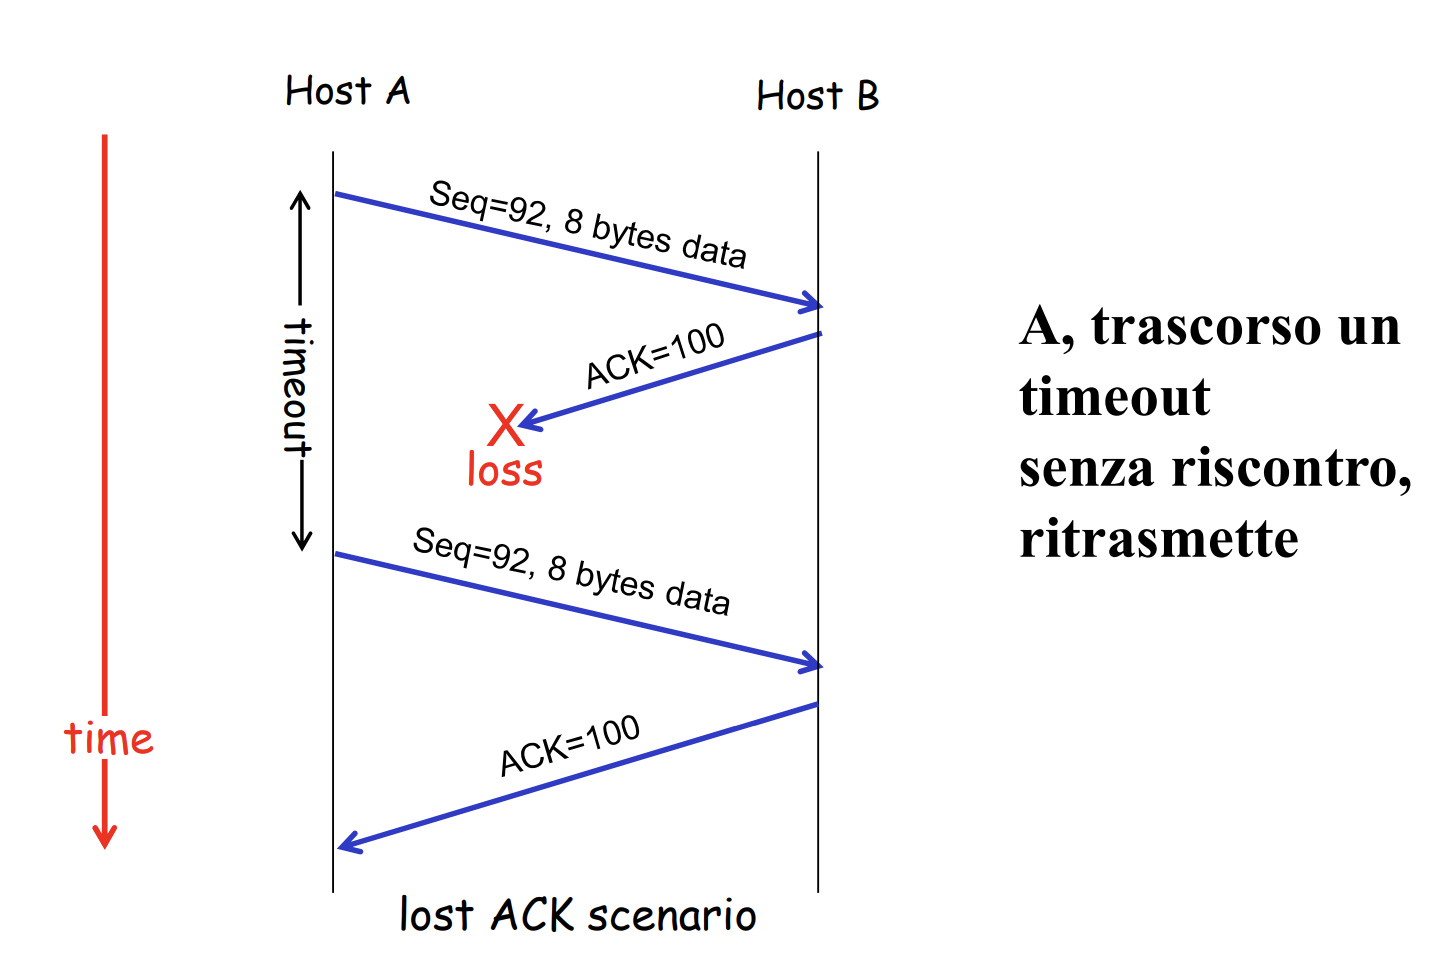 Host A
Host B
Seq=92, 8 bytes data
timeout
ACK=100
X
loss
Seq=92, 8 bytes data
time
ACK=100
lost ACK scenario
A, trascorso un
timeout
senza riscontro,
ritrasmette